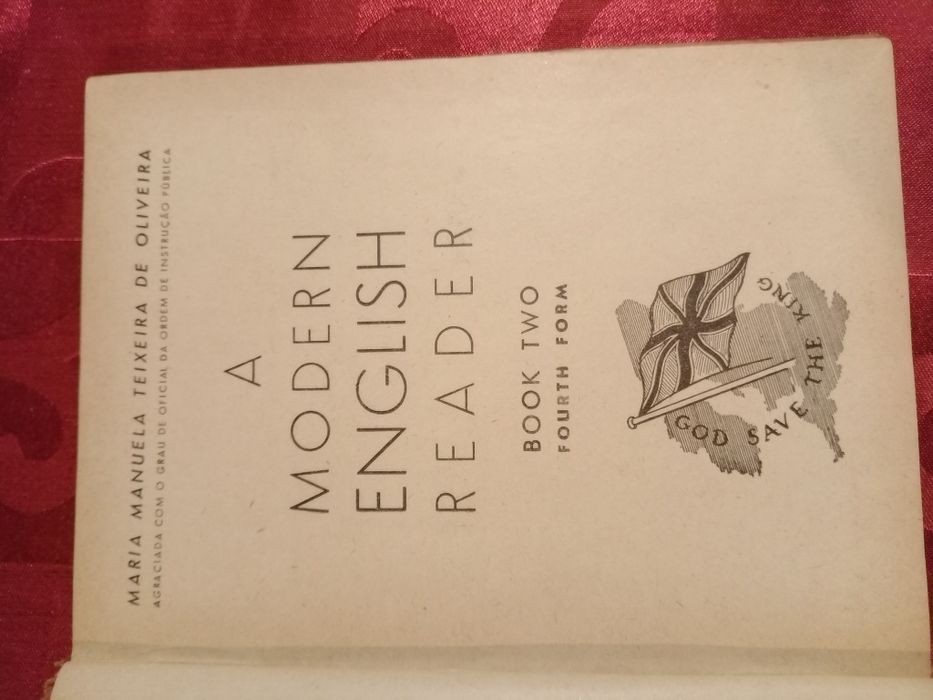 MARIA MANUELA TEIXEIRA DE OLIVEIRA
AGRACIADA COM O GRAU DE OFICIAL DA ORDEM DE INSTRUÇÃO PÚBLICA
A
MODERN
ENGLISH
READER
BOOK TWO
FOURTH FORM
GOD SAVE THE KING